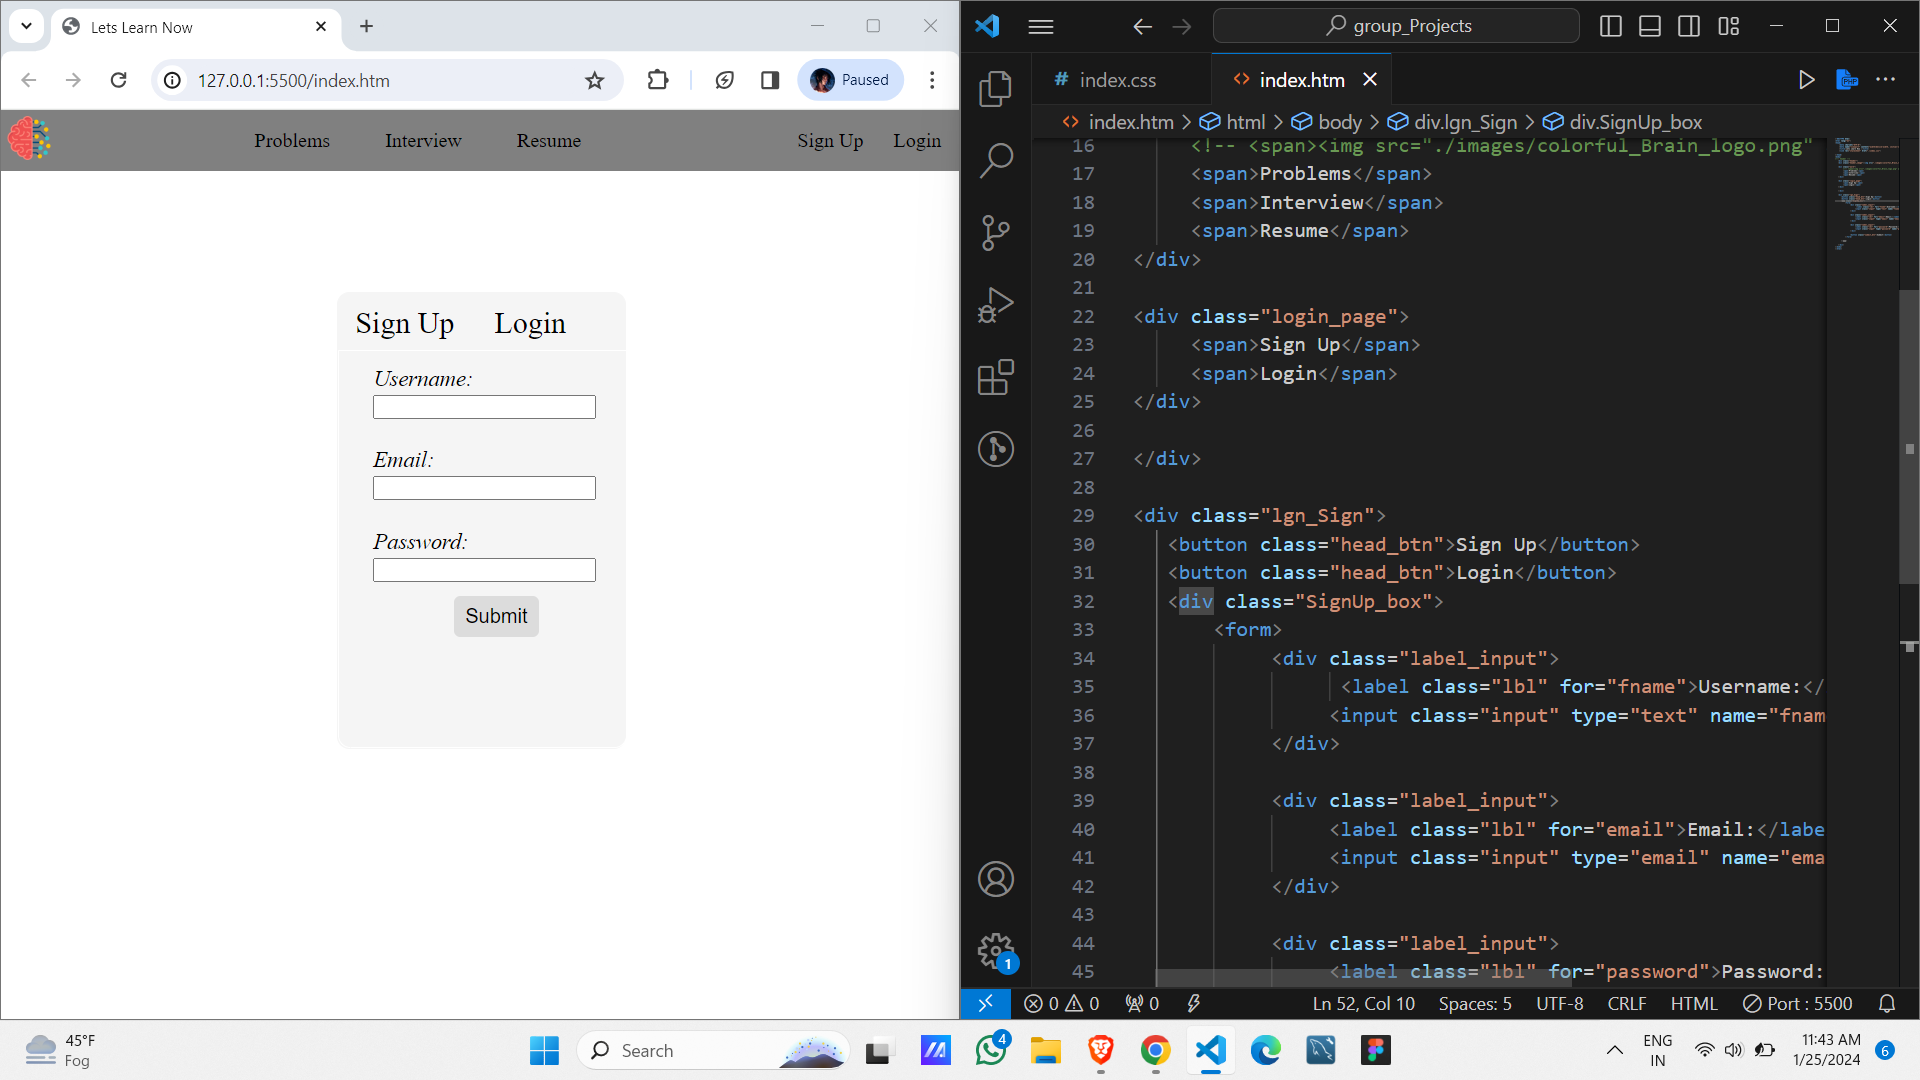 Lets Learn Now
127.0.0.1:5500/index.htm
Paused
Problems Interview Resume Sign Up Login
Sign Up Login
Username:
Email:
Password:
Submit
group_Projects
# index.css
<> index.htm
<> index.htm > html > body > div.lgn_Sign > div.SignUp_box
16 <!-- <span><img src="./images/colorful_Brain_logo.png"
17 <span>Problems</span>
18 <span>Interview</span>
19 <span>Resume</span>
20 </div>
21
22 <div class="login_page">
23 <span>Sign Up</span>
24 <span>Login</span>
25 </div>
26
27 </div>
28
29 <div class="lgn_Sign">
30 <button class="head_btn">Sign Up</button>
31 <button class="head_btn">Login</button>
32 <div class="SignUp_box">
33 <form>
34 <div class="label_input">
35 <label class="lbl" for="fname">Username:</
36 <input class="input" type="text" name="fnam
37 </div>
38
39 <div class="label_input">
40 <label class="lbl" for="email">Email:</labe
41 <input class="input" type="email" name="ema
42 </div>
43
44 <div class="label_input">
45 <label class="lbl" for="password">Password:
1
0 0 0 Ln 52, Col 10 Spaces: 5 UTF-8 CRLF HTML Port : 5500
45°F
Fog
Search
PHP
4
ENG
IN
11:43 AM
1/25/2024
6